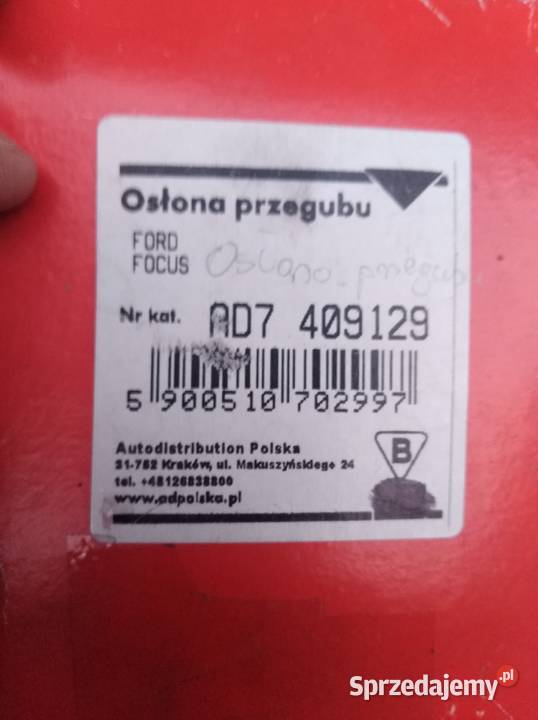 Osłona przegubu
FORD
FOCUS Osłona przegub
Nr kat. AD7 409129
5 900510 702997
Autodistribution Polska
31-752 Kraków, ul. Makuszyńskiego 24
tel. +48126838800
www.adpolska.pl
B
Sprzedajemy.pl